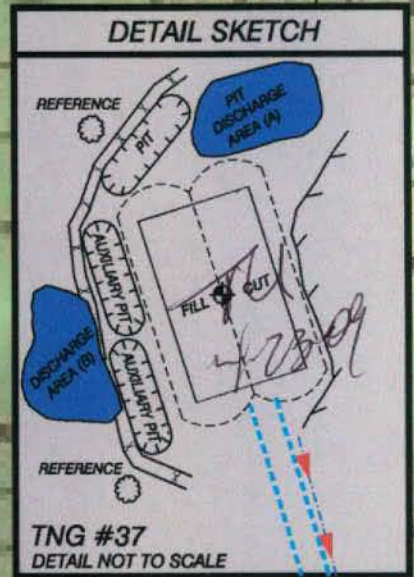 DETAIL SKETCH
REFERENCE
PIT
PIT
DISCHARGE
AREA (A)
AUXILIARY PIT
FILL
CUT
DISCHARGE
AREA (B)
AUXILIARY PIT
REFERENCE
TNG #37
DETAIL NOT TO SCALE